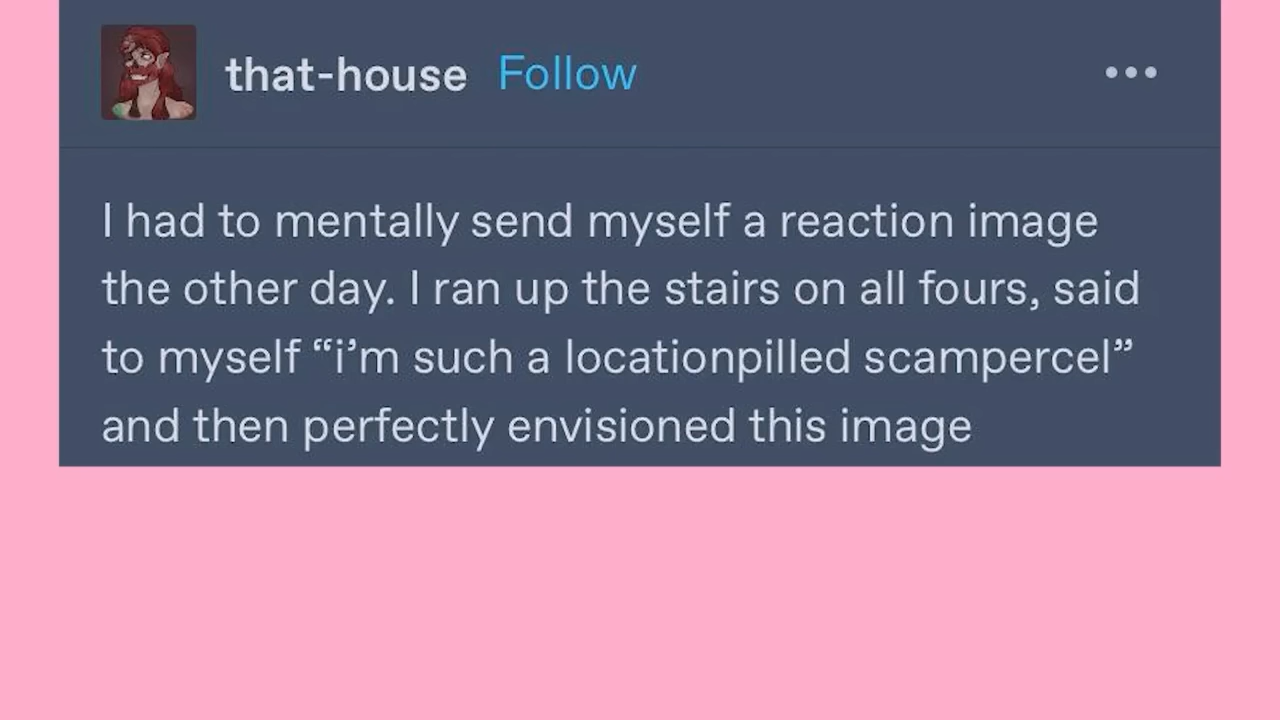 that-house Follow
I had to mentally send myself a reaction image
the other day. I ran up the stairs on all fours, said
to myself “i’m such a locationpilled scampercel”
and then perfectly envisioned this image